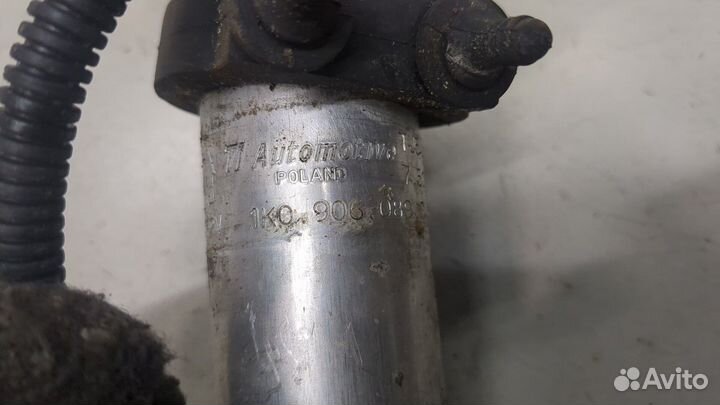 TI Automotive
POLAND
1K0 906 089
Avito